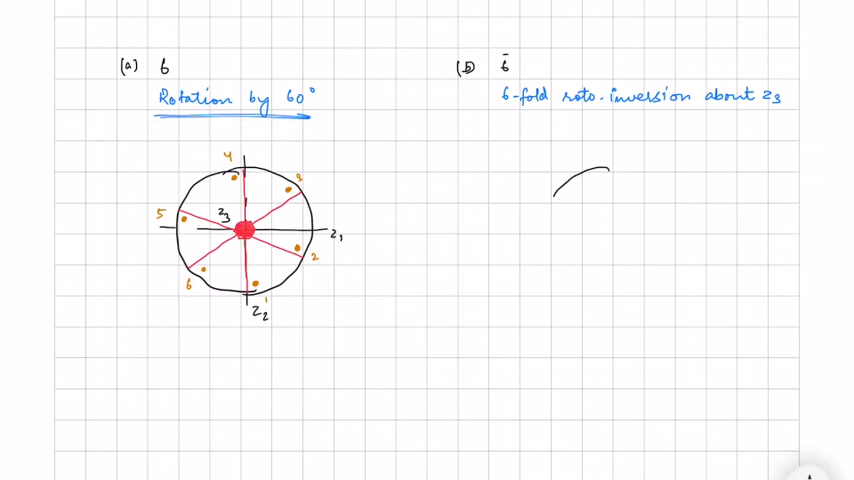 (a) 6
Rotation by 60°
4
3
5
z3
z1
2
6
1
z2
(b) 6̄
6-fold roto-inversion about z3